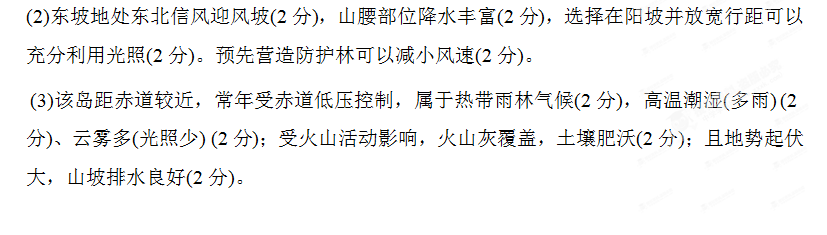 (2)东坡地处东北信风迎风坡(2 分)，山腰部位降水丰富(2 分)，选择在阳坡并放宽行距可以
充分利用光照(2 分)。预先营造防护林可以减小风速(2 分)。
(3)该岛距赤道较近，常年受赤道低压控制，属于热带雨林气候(2 分)，高温潮湿(多雨) (2
分)、云雾多(光照少) (2 分)；受火山活动影响，火山灰覆盖，土壤肥沃(2 分)；且地势起伏
大，山坡排水良好(2 分)。